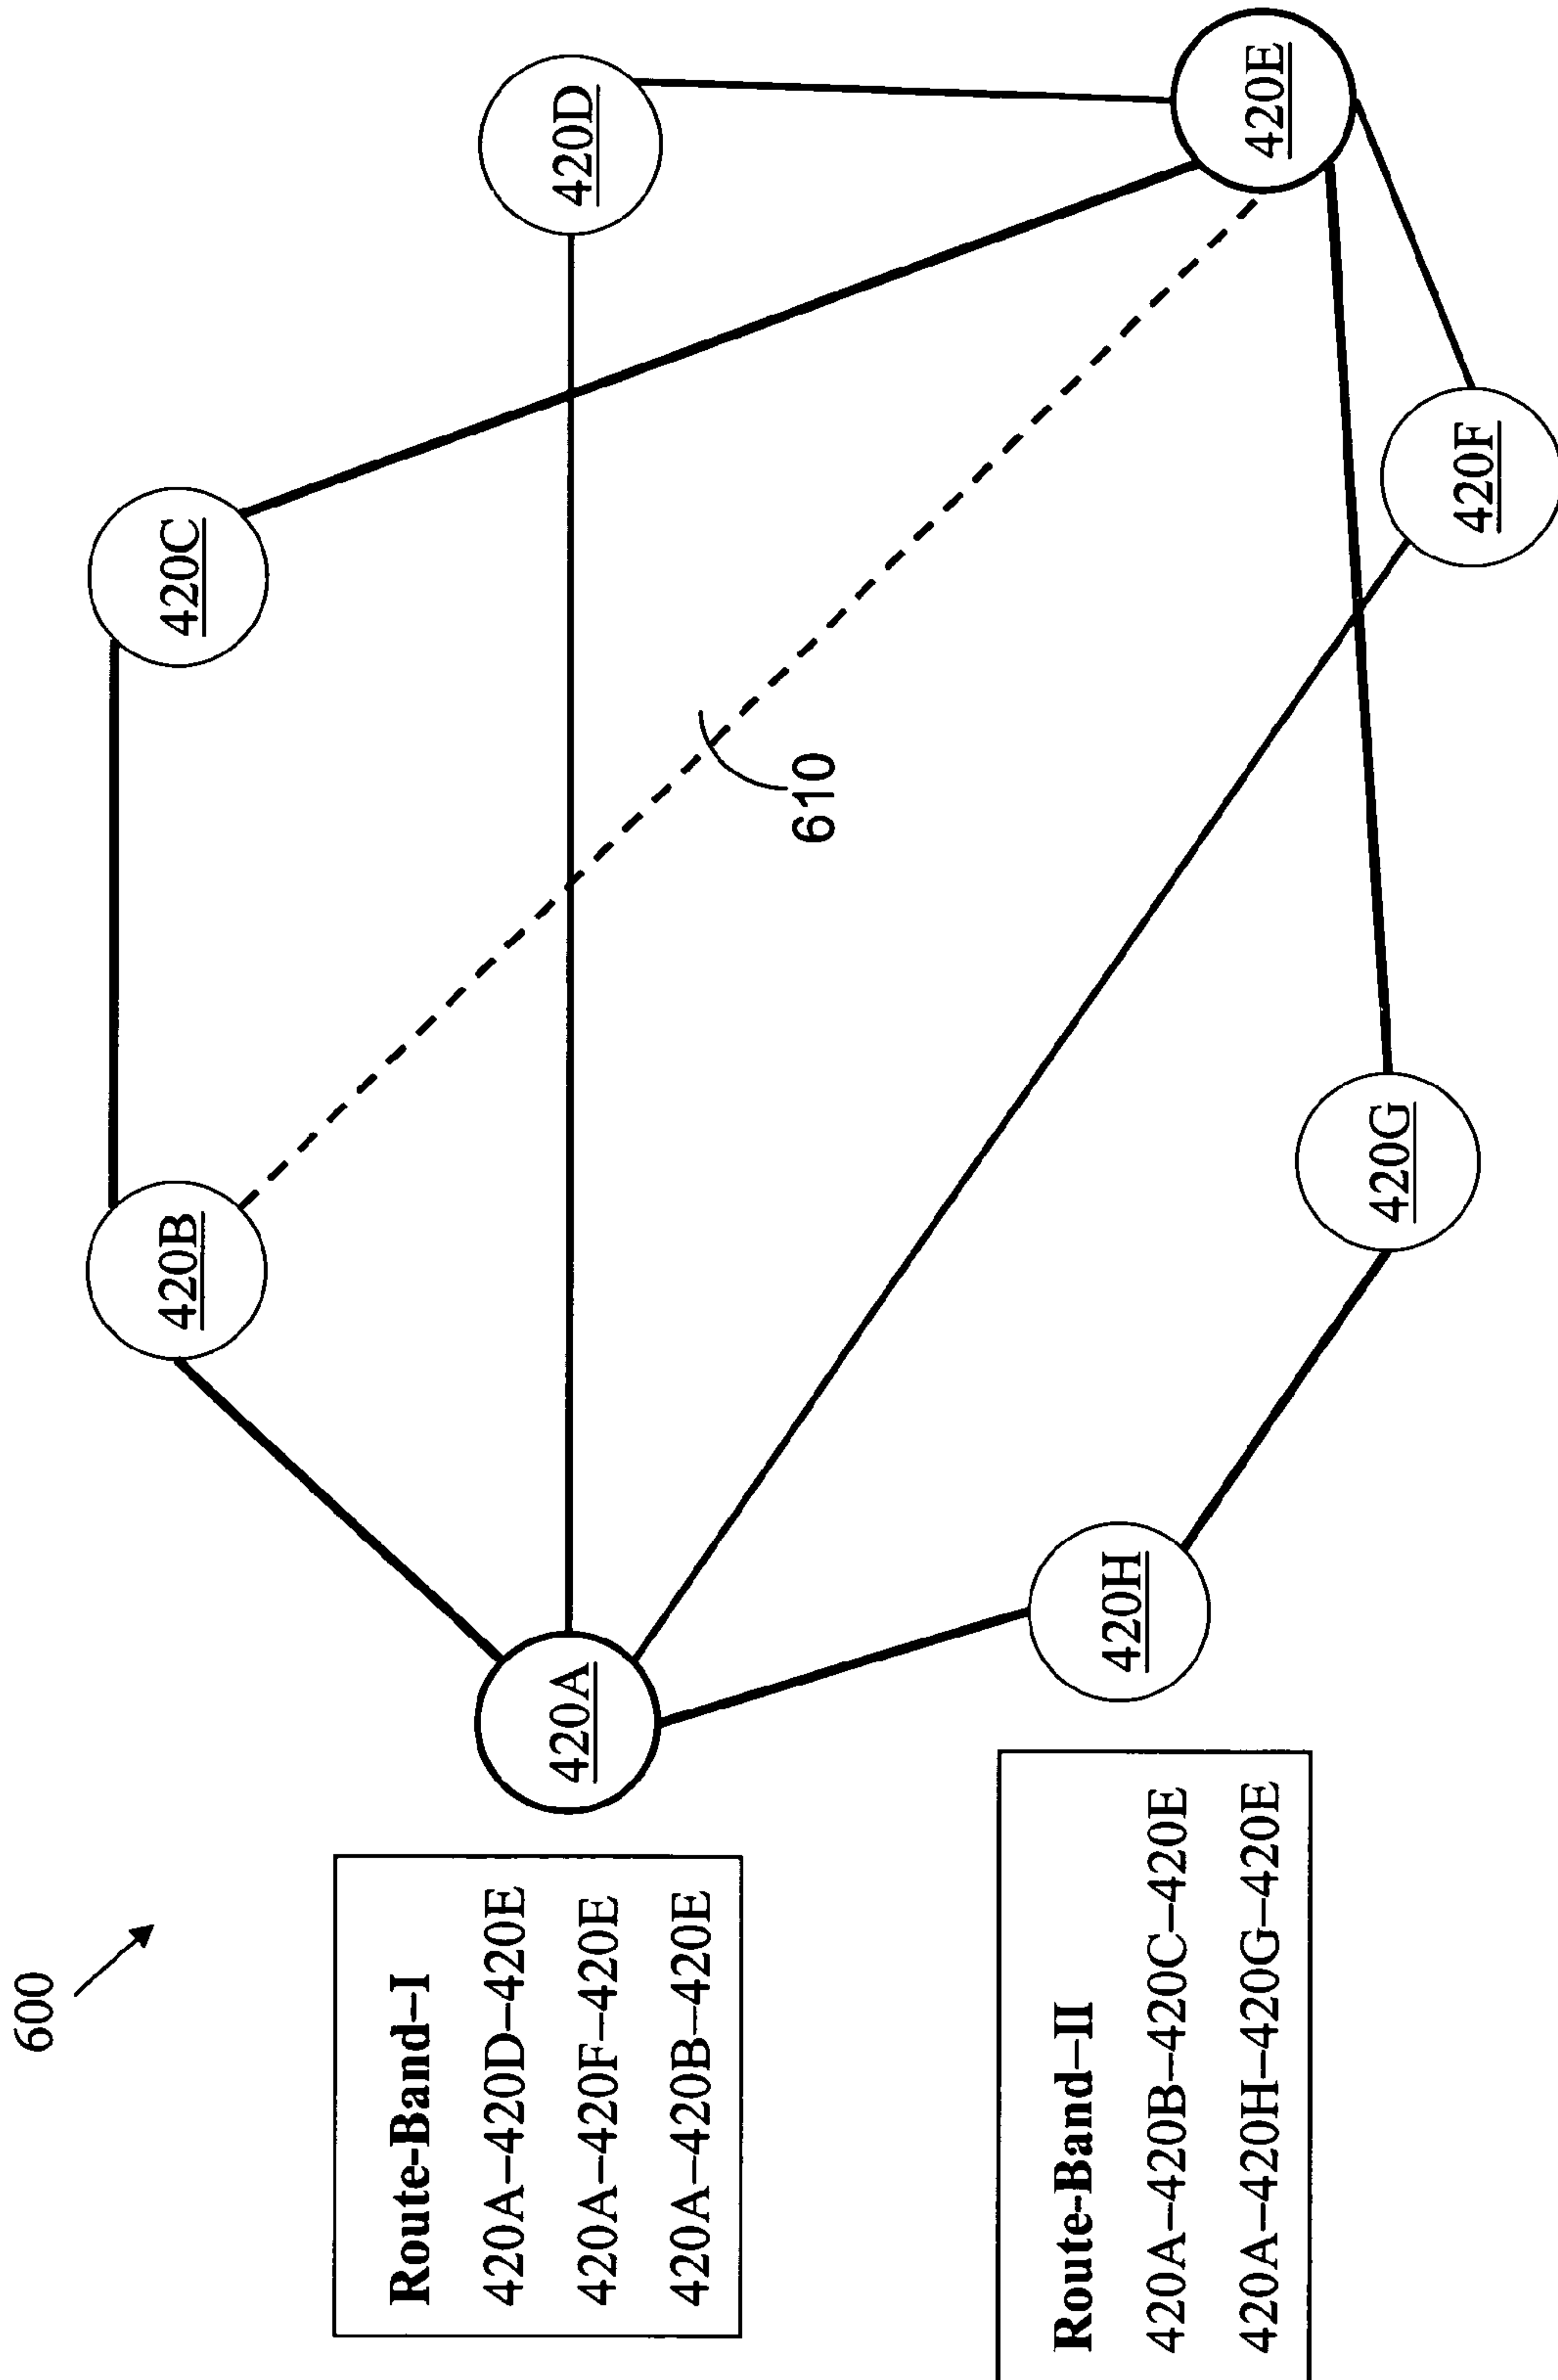 600
Route-Band-I
420A-420D-420E
420A-420F-420E
420A-420B-420E
Route-Band-II
420A-420B-420C-420E
420A-420H-420G-420E
420A
420B
420C
420D
420E
420F
420G
420H
610